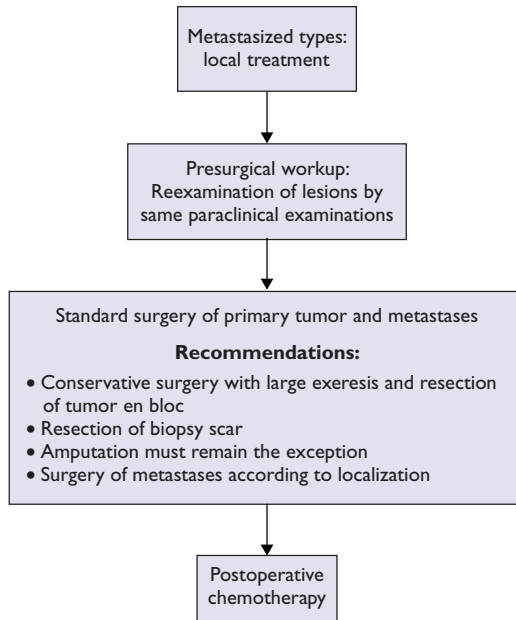 Metastasized types:
local treatment
Presurgical workup:
Reexamination of lesions by
same paraclinical examinations
Standard surgery of primary tumor and metastases
Recommendations:
• Conservative surgery with large exeresis and resection
of tumor en bloc
• Resection of biopsy scar
• Amputation must remain the exception
• Surgery of metastases according to localization
Postoperative
chemotherapy